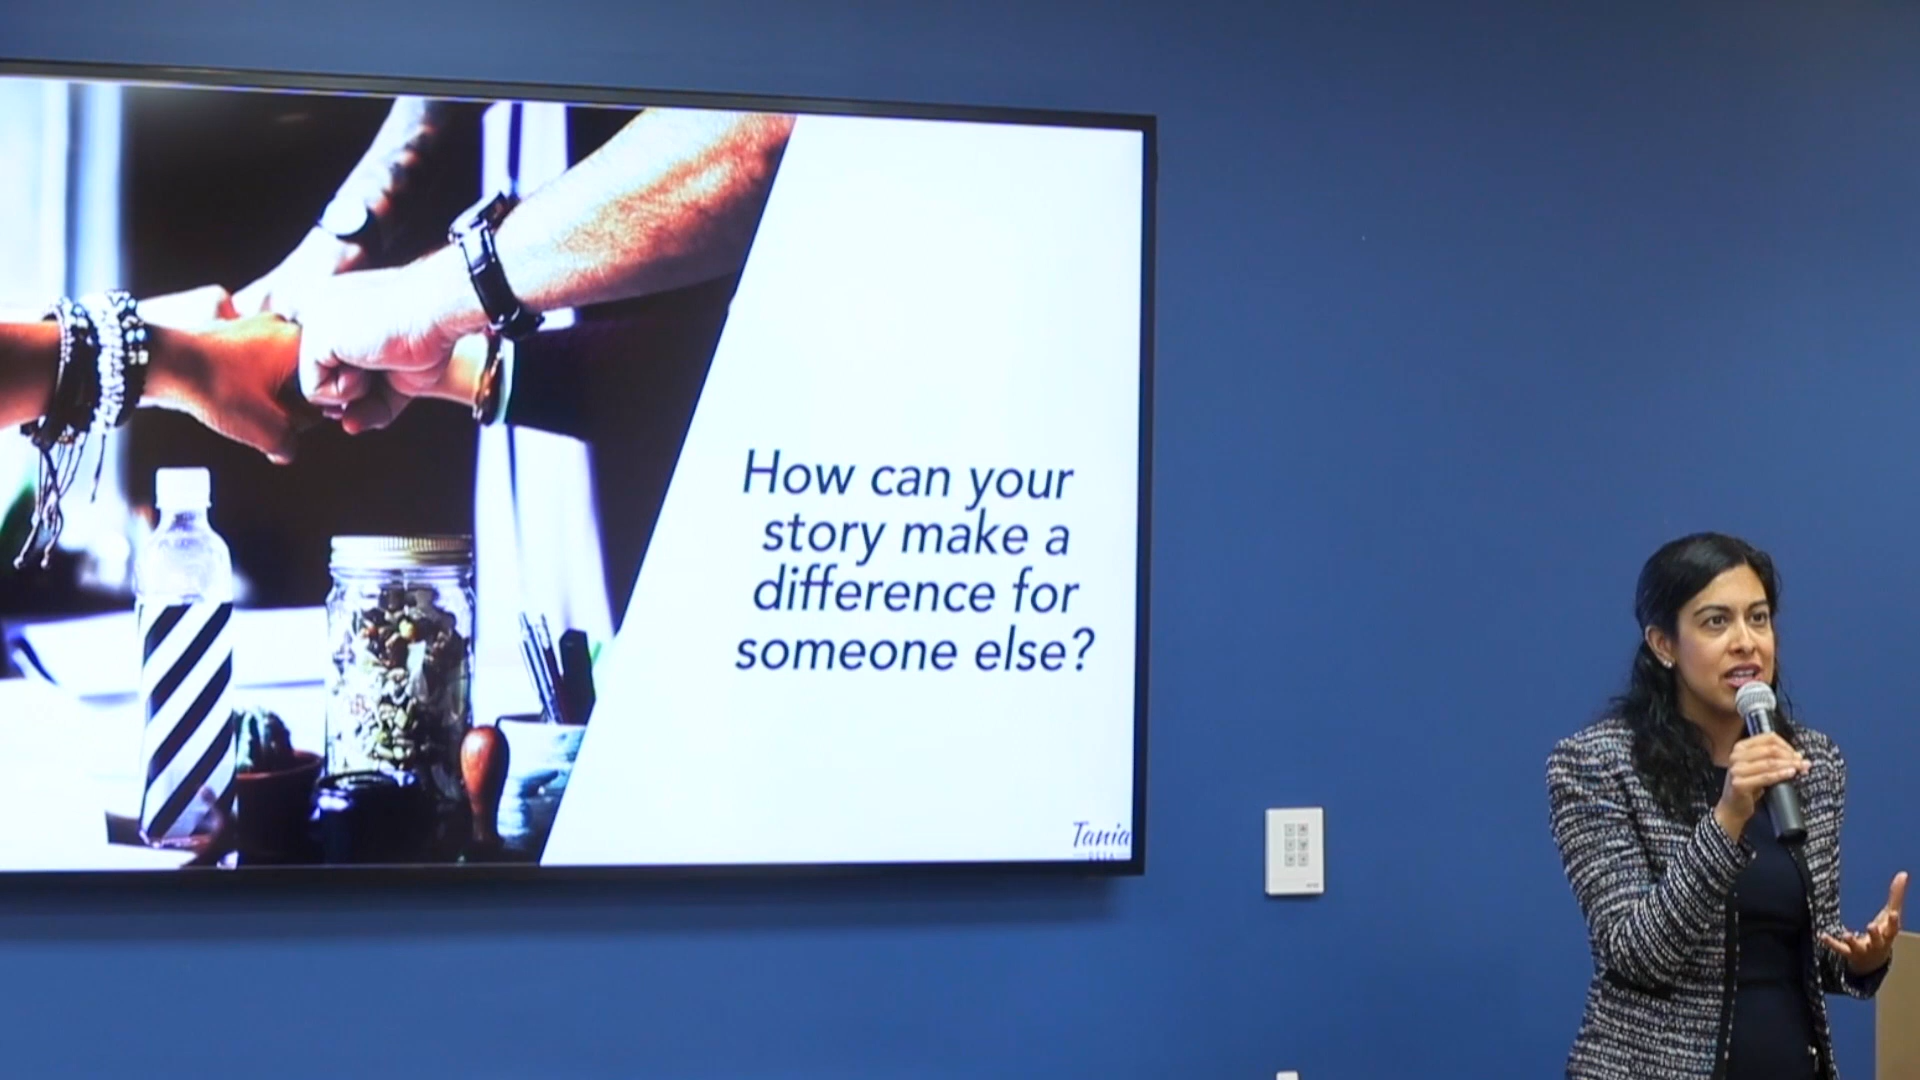 How can your
story make a
difference for
someone else?
Tania